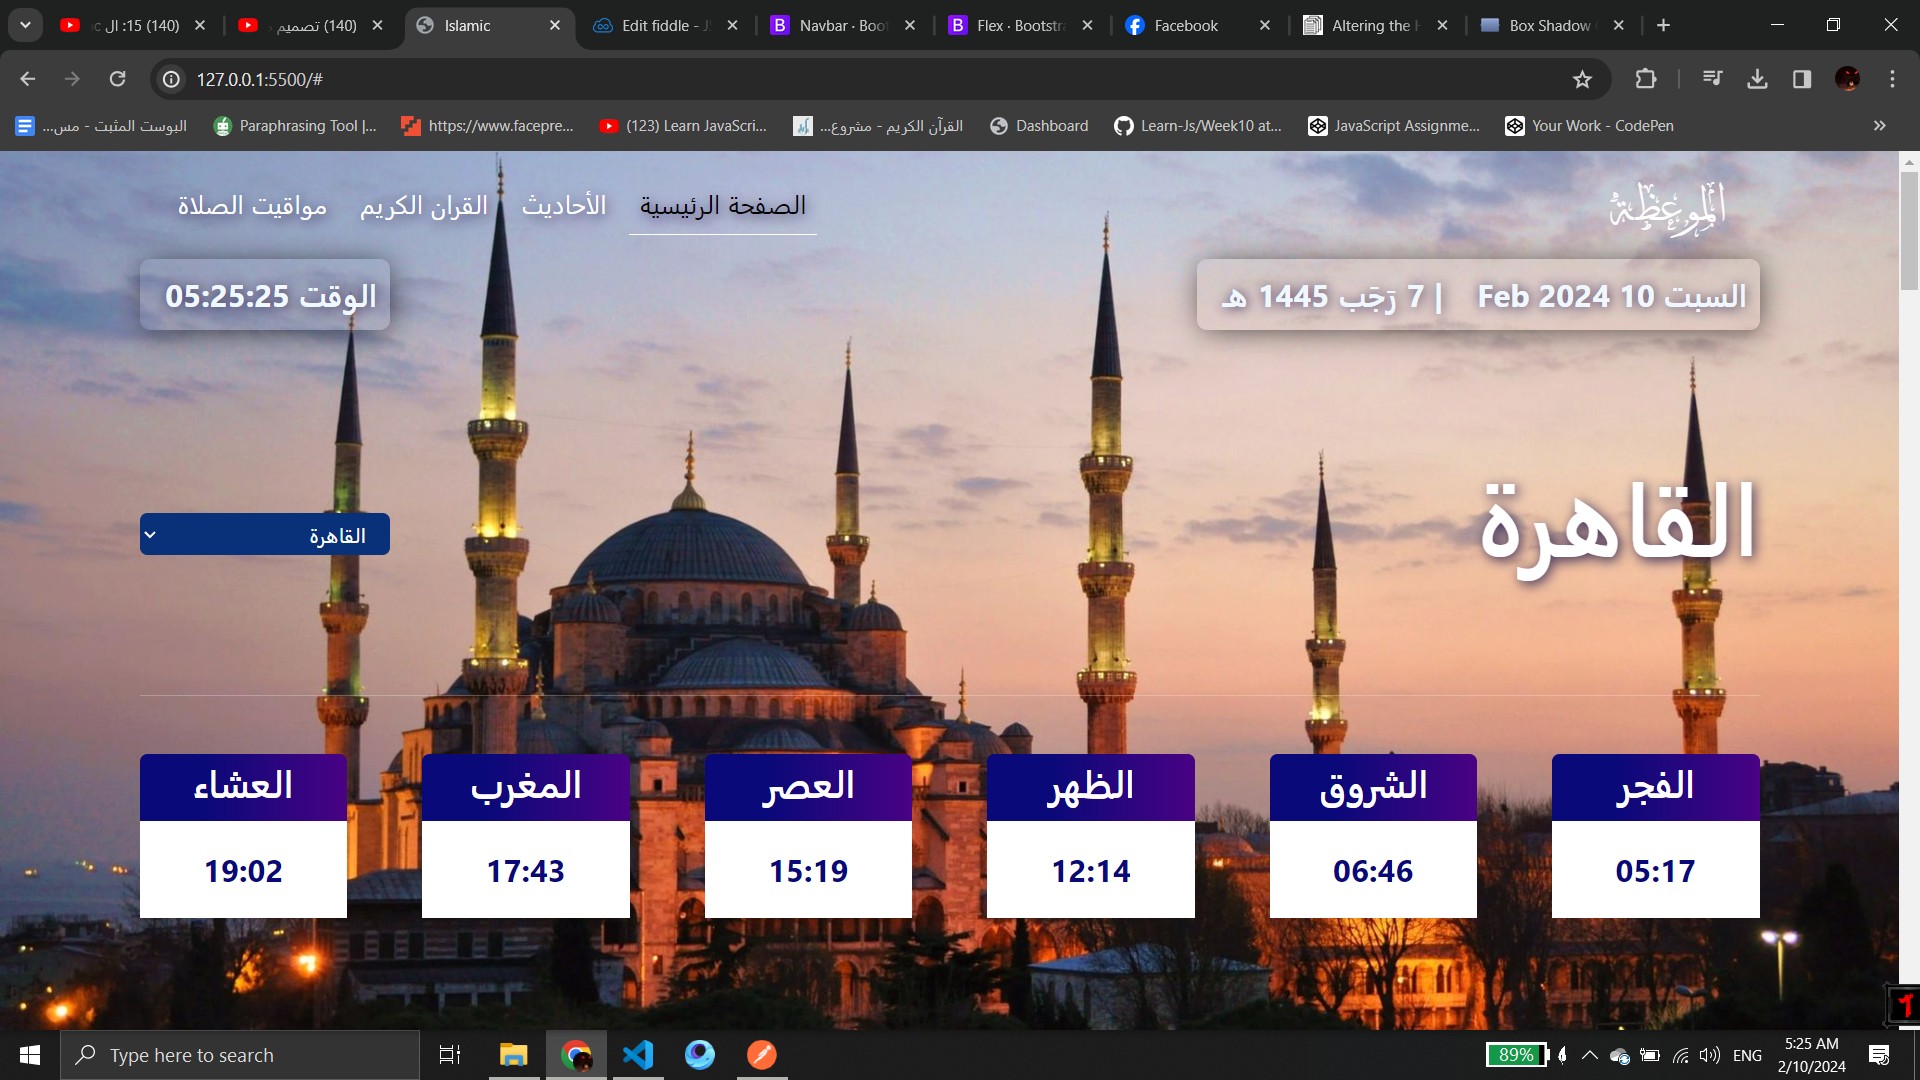 (140) 15: ال
(140) تصميم
Islamic
Edit fiddle - J
Navbar · Boo
Flex · Bootstra
Facebook
Altering the H
Box Shadow
127.0.0.1:5500/#
البوست المثبت - مس...
Paraphrasing Tool |...
https://www.facepre...
(123) Learn JavaScri...
القرآن الكريم - مشروع...
Dashboard
Learn-Js/Week10 at...
JavaScript Assignme...
Your Work - CodePen
الموعظة
الصفحة الرئيسية
الأحاديث
القران الكريم
مواقيت الصلاة
السبت 10 Feb 2024 | 7 رَجَب 1445 هـ
الوقت 05:25:25
القاهرة
القاهرة
الفجر
05:17
الشروق
06:46
الظهر
12:14
العصر
15:19
المغرب
17:43
العشاء
19:02
Type here to search
89%
ENG
5:25 AM
2/10/2024